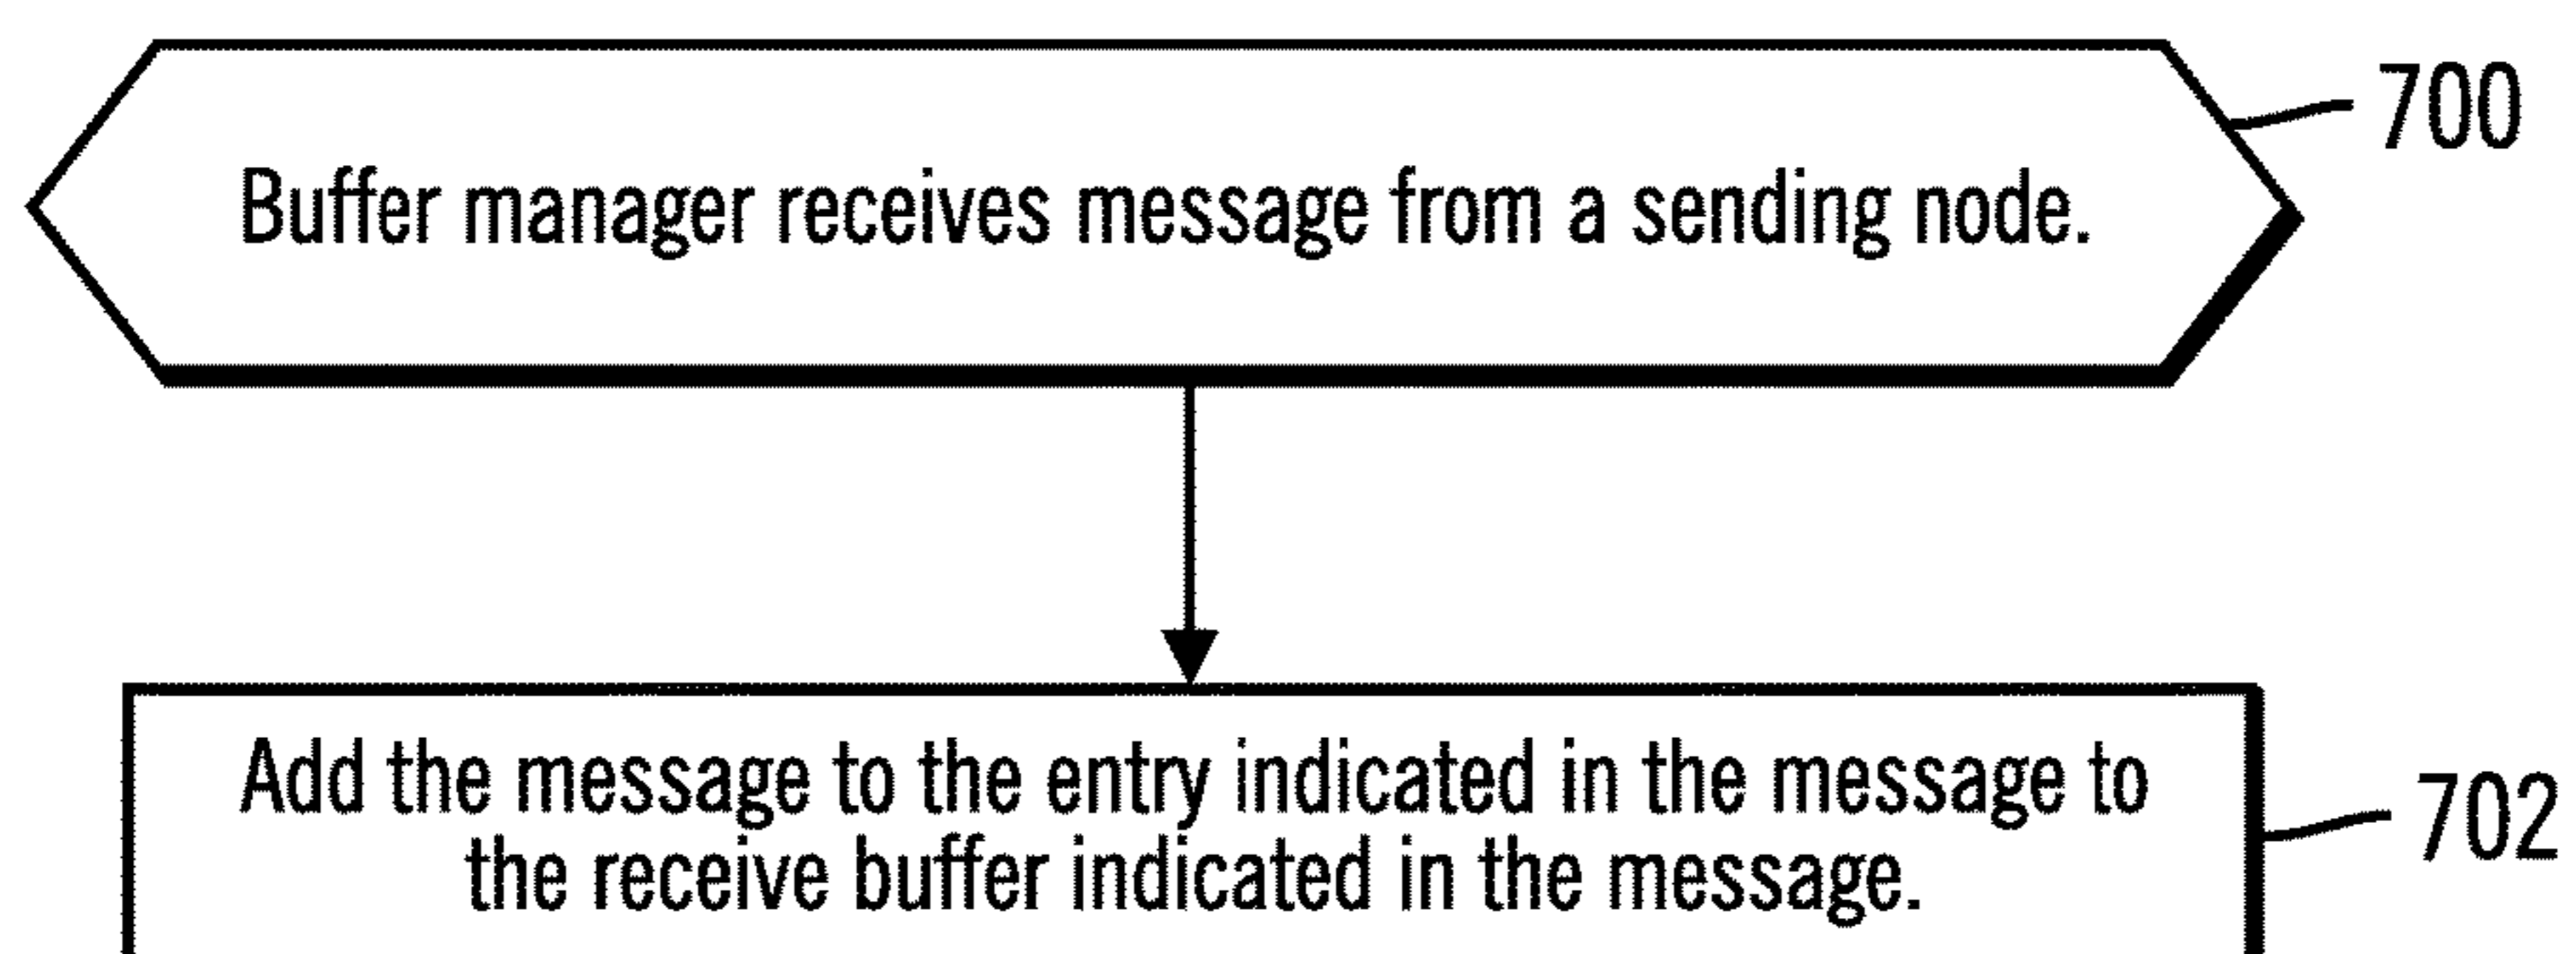 700
Buffer manager receives message from a sending node.
Add the message to the entry indicated in the message to
702
the receive buffer indicated in the message.